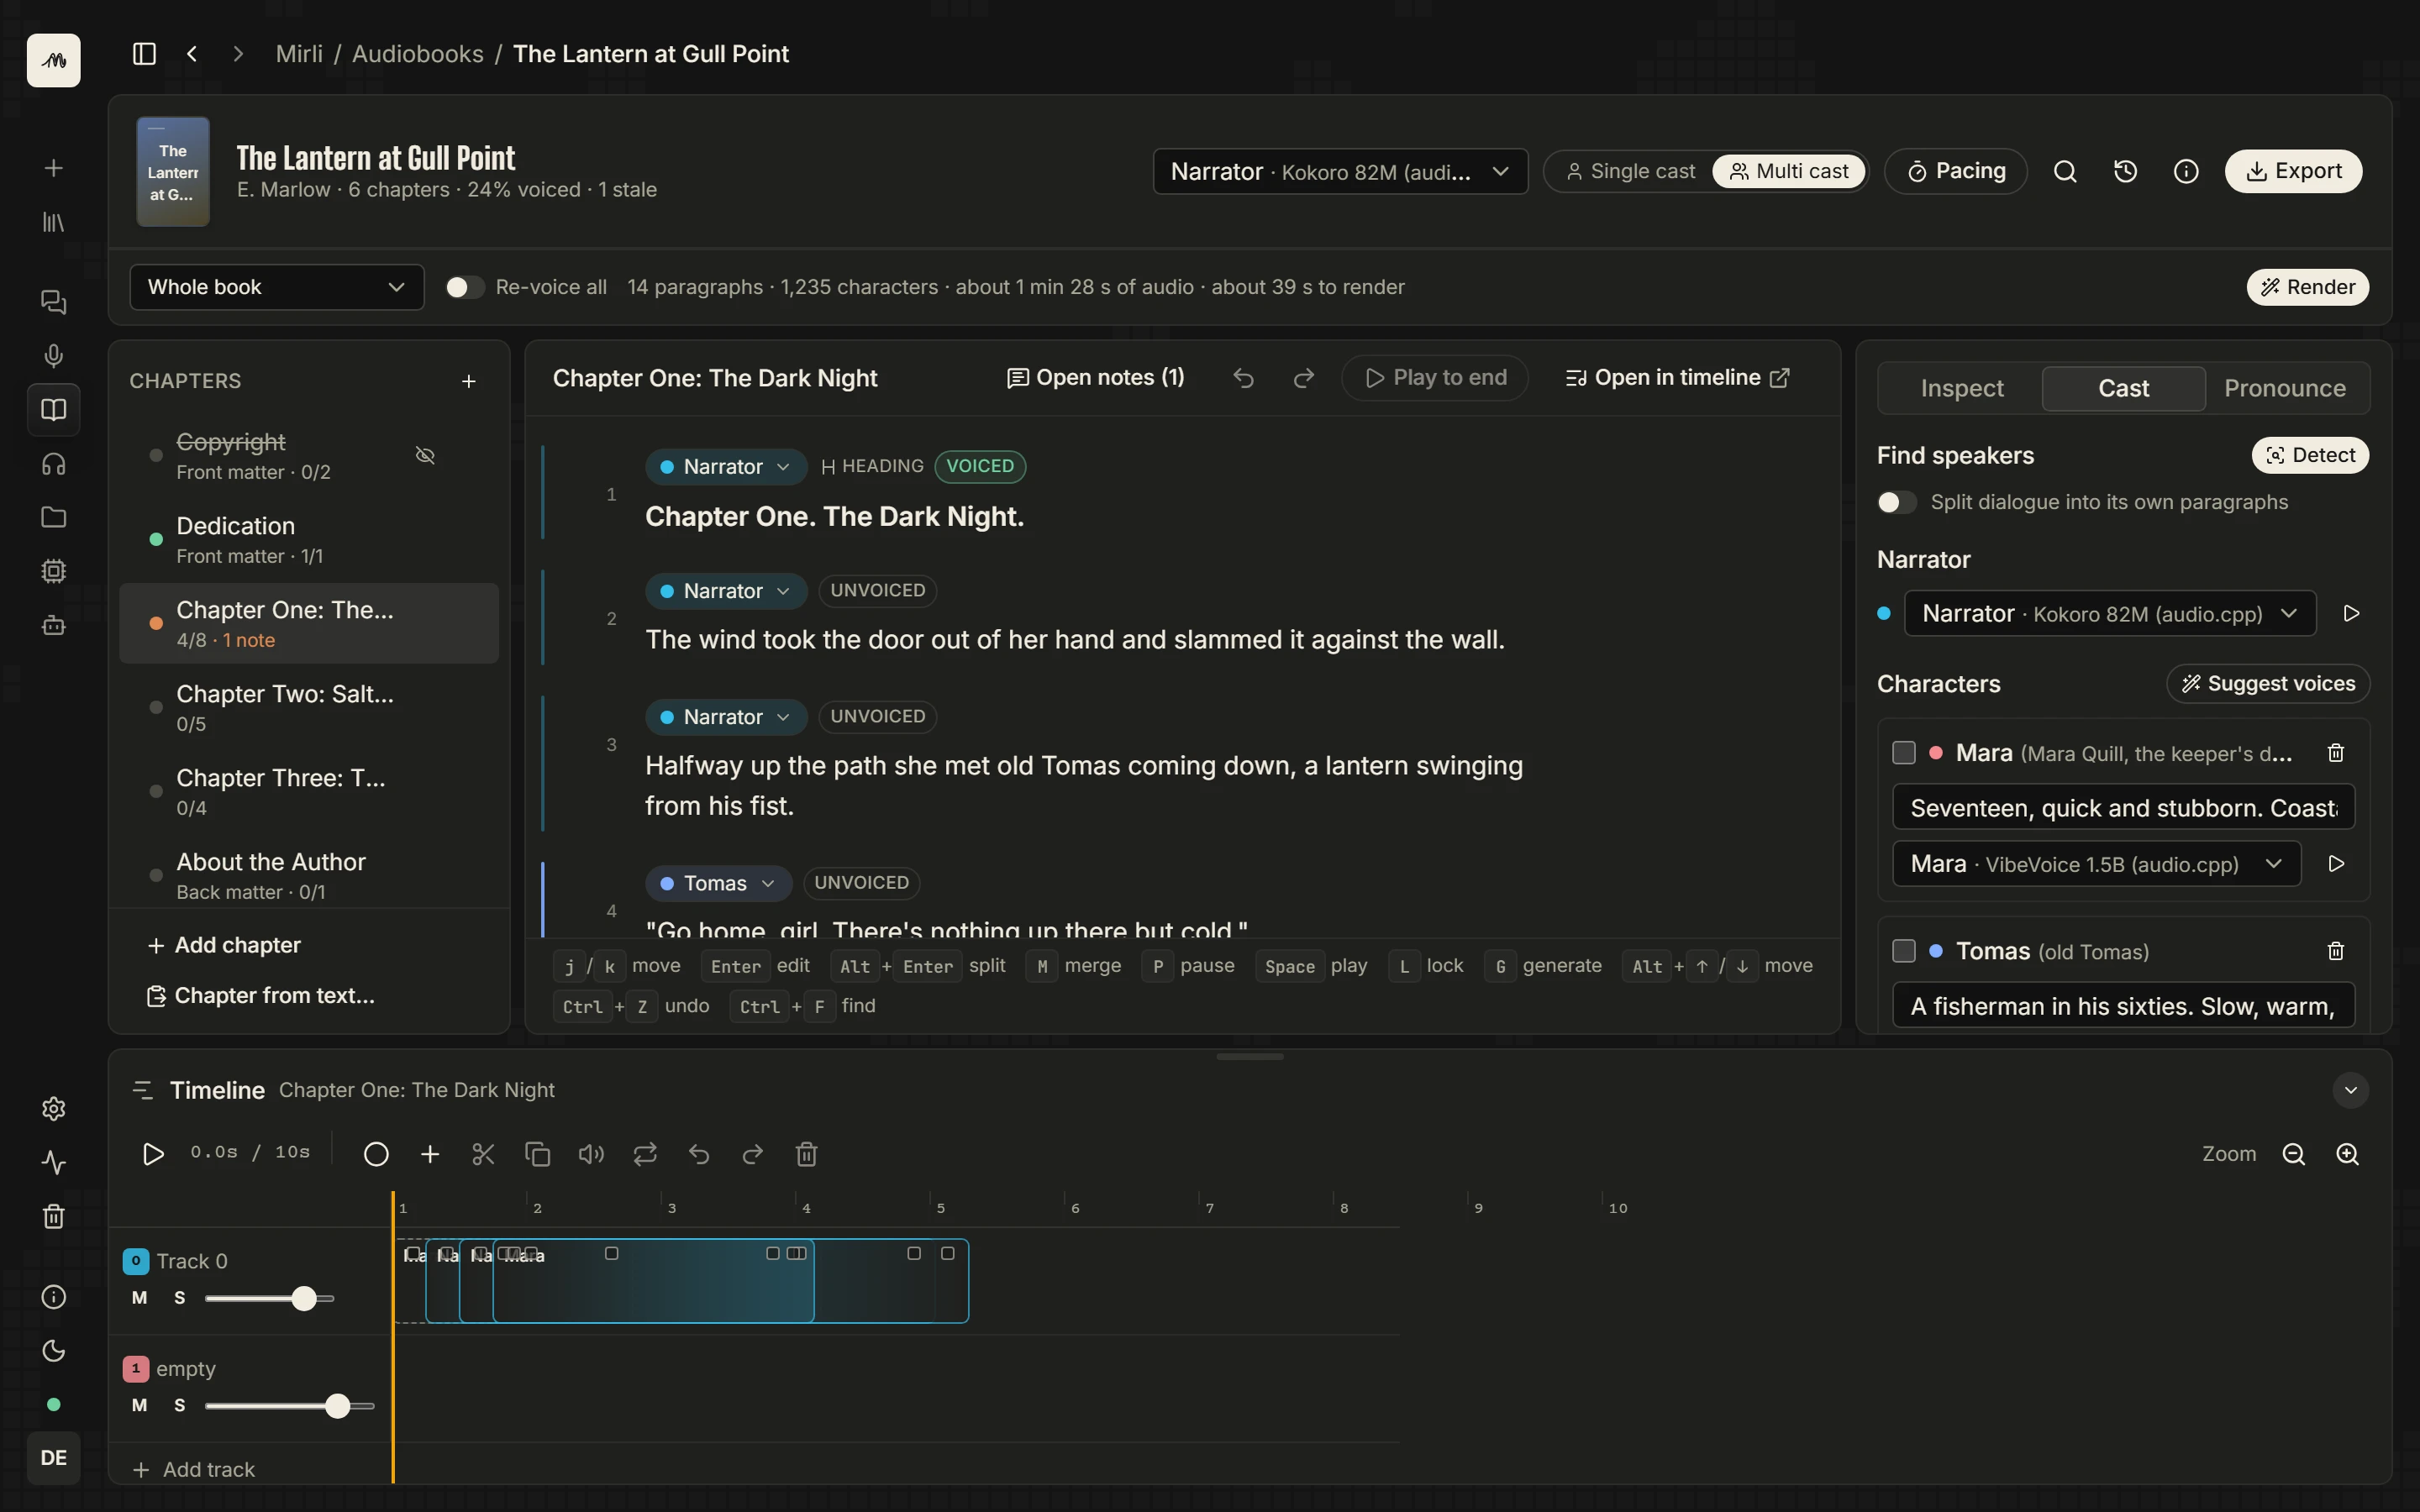 Mirli / Audiobooks / The Lantern at Gull Point
The
Lantern
at G...
The Lantern at Gull Point
E. Marlow · 6 chapters · 24% voiced · 1 stale
Narrator · Kokoro 82M (audi...
Single cast
Multi cast
Pacing
Export
Whole book
Re-voice all
14 paragraphs · 1,235 characters · about 1 min 28 s of audio · about 39 s to render
Render
CHAPTERS
Copyright
Front matter · 0/2
Dedication
Front matter · 1/1
Chapter One: The...
4/8 · 1 note
Chapter Two: Salt...
0/5
Chapter Three: T...
0/4
About the Author
Back matter · 0/1
Add chapter
Chapter from text...
Chapter One: The Dark Night
Open notes (1)
Play to end
Open in timeline
1
Narrator
HEADING
VOICED
Chapter One. The Dark Night.
2
Narrator
UNVOICED
The wind took the door out of her hand and slammed it against the wall.
3
Narrator
UNVOICED
Halfway up the path she met old Tomas coming down, a lantern swinging
from his fist.
4
Tomas
UNVOICED
"Go home, girl. There's nothing up there but cold."
j / k move Enter edit Alt + Enter split M merge P pause Space play L lock G generate Alt + ↑ / ↓ move
Ctrl + Z undo Ctrl + F find
Inspect
Cast
Pronounce
Find speakers
Detect
Split dialogue into its own paragraphs
Narrator
Narrator · Kokoro 82M (audio.cpp)
Characters
Suggest voices
Mara (Mara Quill, the keeper's d...
Seventeen, quick and stubborn. Coast
Mara · VibeVoice 1.5B (audio.cpp)
Tomas (old Tomas)
A fisherman in his sixties. Slow, warm,
Timeline
Chapter One: The Dark Night
0.0s / 10s
Zoom
1 2 3 4 5 6 7 8 9 10
0 Track 0
M S
Na
Na
Mara
1 empty
M S
Add track
DE